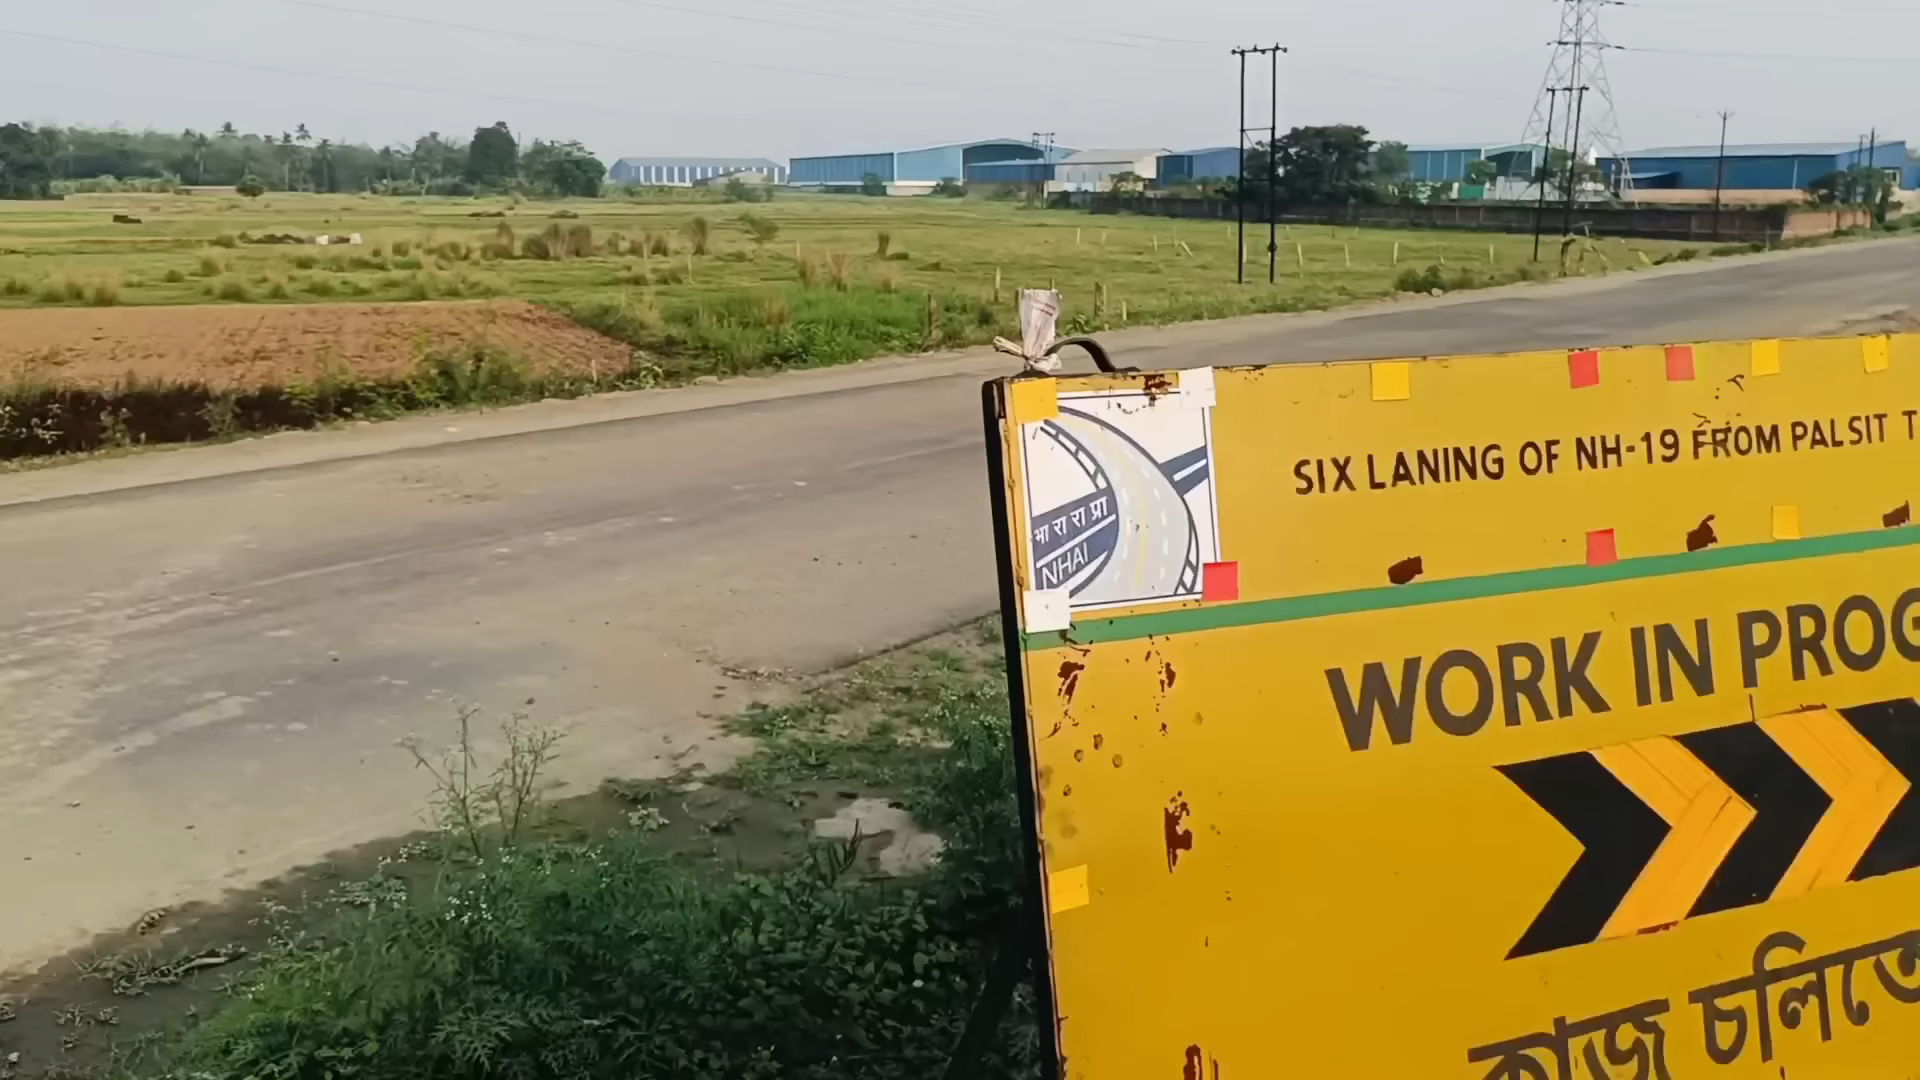 भा रा रा प्रा
NHAI
SIX LANING OF NH-19 FROM PALSIT T
WORK IN PROG
কাজ চলিতে